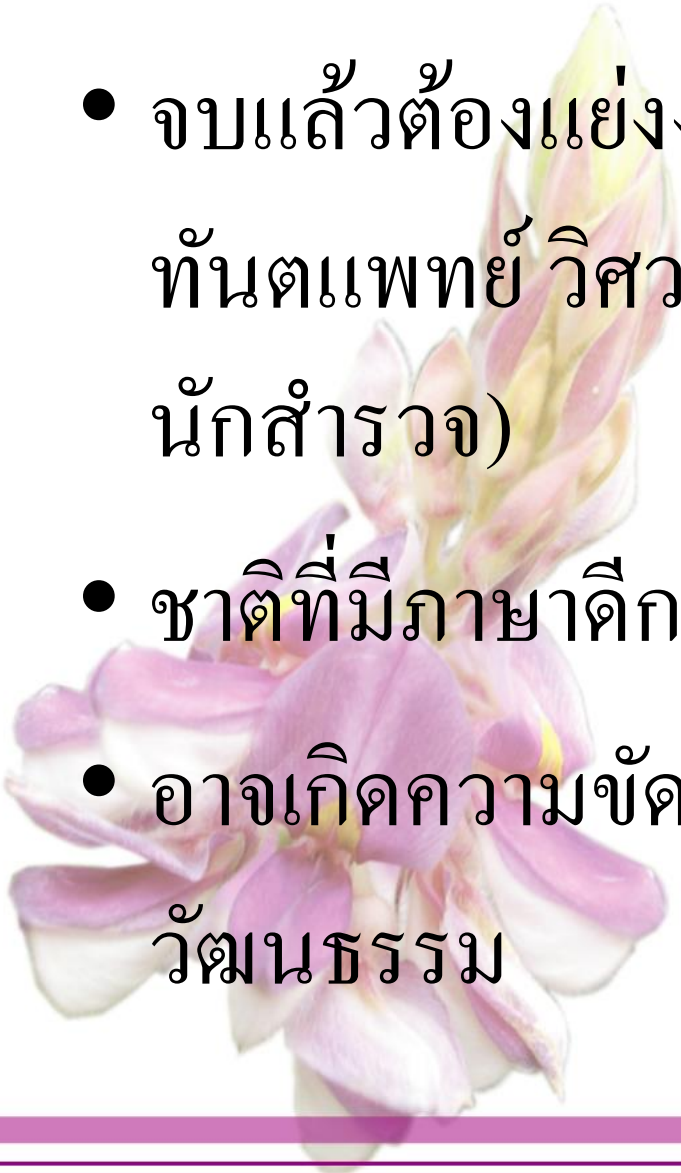 • จบแล้วต้องแย่ง
ทันตแพทย์ วิศว
นักสำรวจ)
• ชาติที่มีภาษาดีก
• อาจเกิดความขัด
วัฒนธรรม